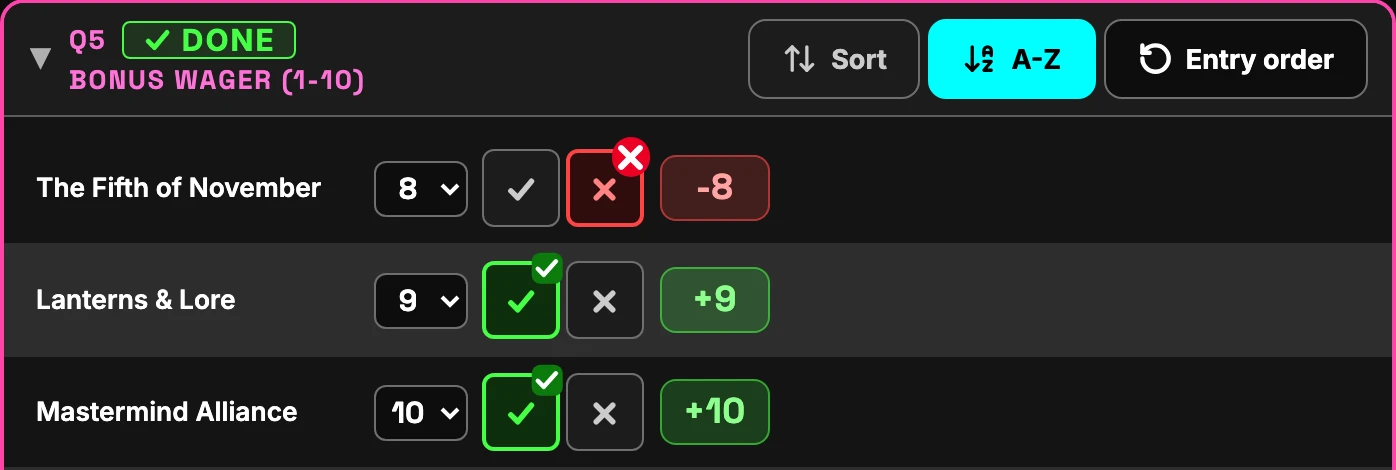 Q5 ✓ DONE
BONUS WAGER (1-10)
Sort A-Z Entry order
The Fifth of November 8 -8
Lanterns & Lore 9 +9
Mastermind Alliance 10 +10